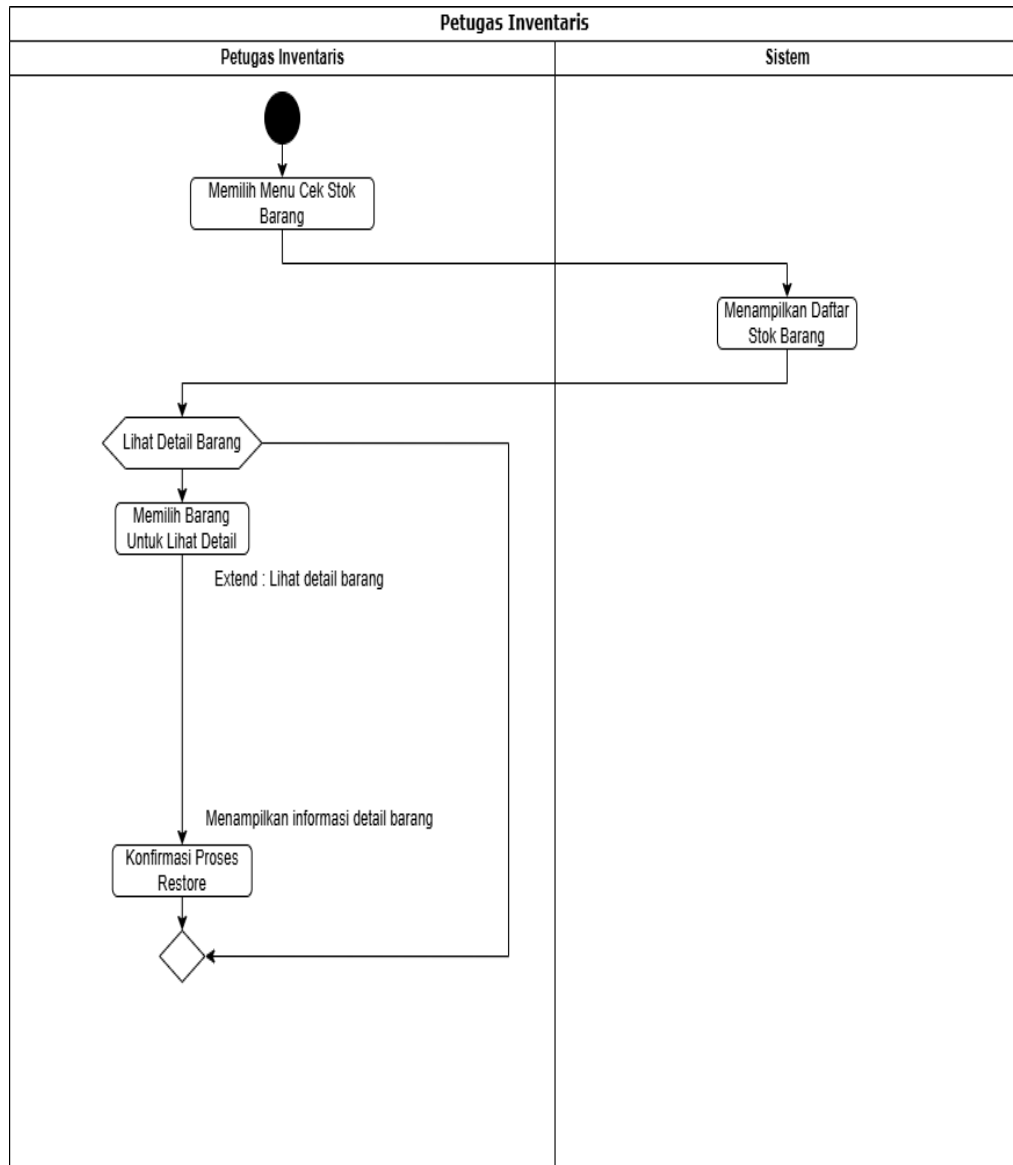 Petugas Inventaris
Petugas Inventaris
Sistem
Memilih Menu Cek Stok
Barang
Menampilkan Daftar
Stok Barang
Lihat Detail Barang
Memilih Barang
Untuk Lihat Detail
Extend : Lihat detail barang
Menampilkan informasi detail barang
Konfirmasi Proses
Restore